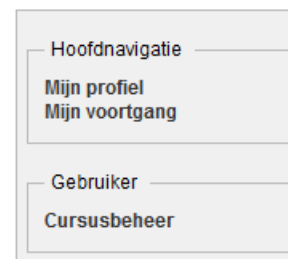 Hoofdnavigatie
Mijn profiel
Mijn voortgang
Gebruiker
Cursusbeheer